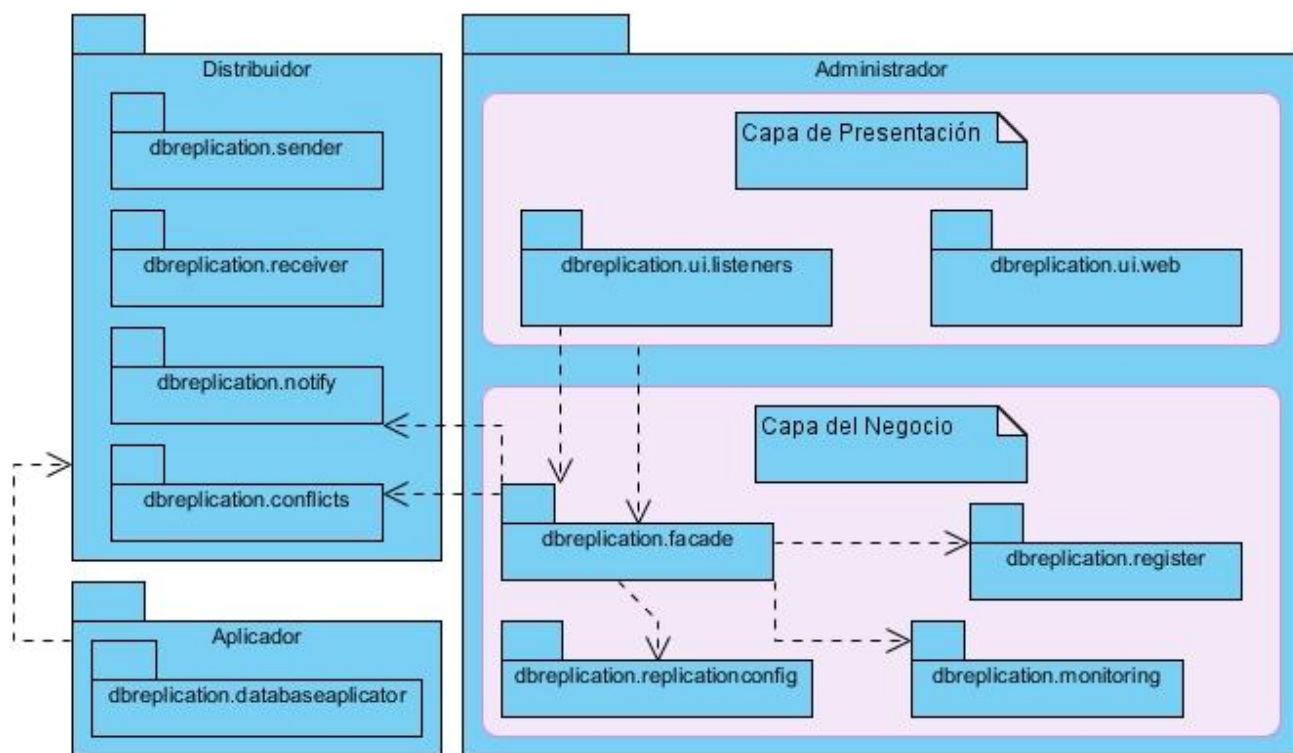 Distribuidor
dbreplication.sender
dbreplication.receiver
dbreplication.notify
dbreplication.conflicts
Aplicador
dbreplication.databaseaplicator
Administrador
Capa de Presentación
dbreplication.ui.listeners
dbreplication.ui.web
Capa del Negocio
dbreplication.facade
dbreplication.register
dbreplication.replicationconfig
dbreplication.monitoring